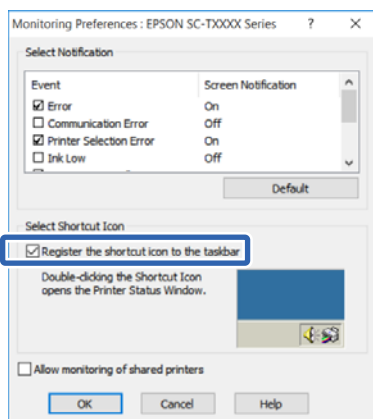 Monitoring Preferences : EPSON SC-TXXXX Series ? ×
Select Notification
Event Screen Notification
Error On
Communication Error Off
Printer Selection Error On
Ink Low Off
Default
Select Shortcut Icon
Register the shortcut icon to the taskbar
Double-clicking the Shortcut Icon
opens the Printer Status Window.
Allow monitoring of shared printers
OK Cancel Help